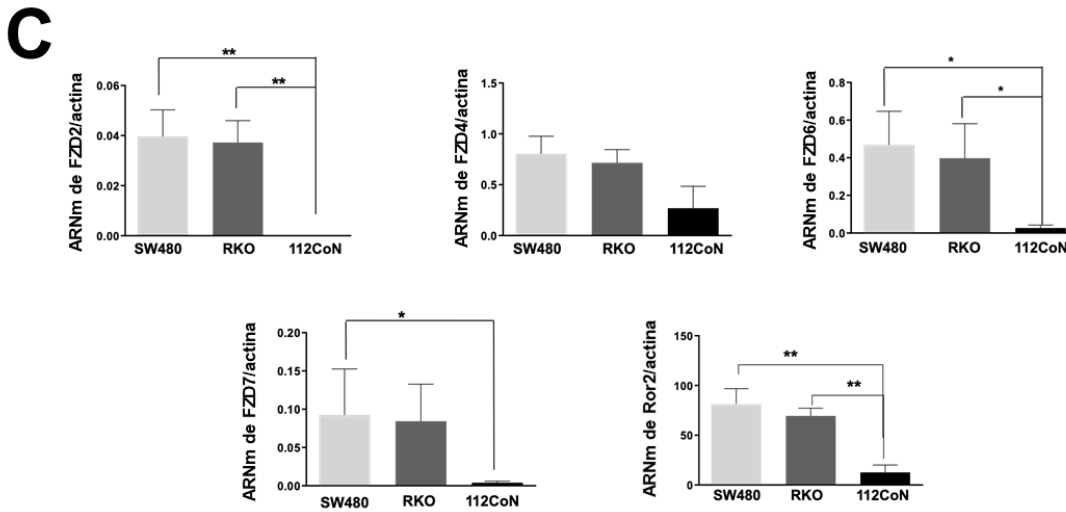 C
ARNm de FZD2/actina
0.06
0.04
0.02
0.00
**
**
SW480 RKO 112CoN
ARNm de FZD4/actina
1.5
1.0
0.5
0.0
SW480 RKO 112CoN
ARNm de FZD6/actina
0.8
0.6
0.4
0.2
0.0
*
*
SW480 RKO 112CoN
ARNm de FZD7/actina
0.20
0.15
0.10
0.05
0.00
*
SW480 RKO 112CoN
ARNm de Ror2/actina
150
100
50
0
**
**
SW480 RKO 112CoN